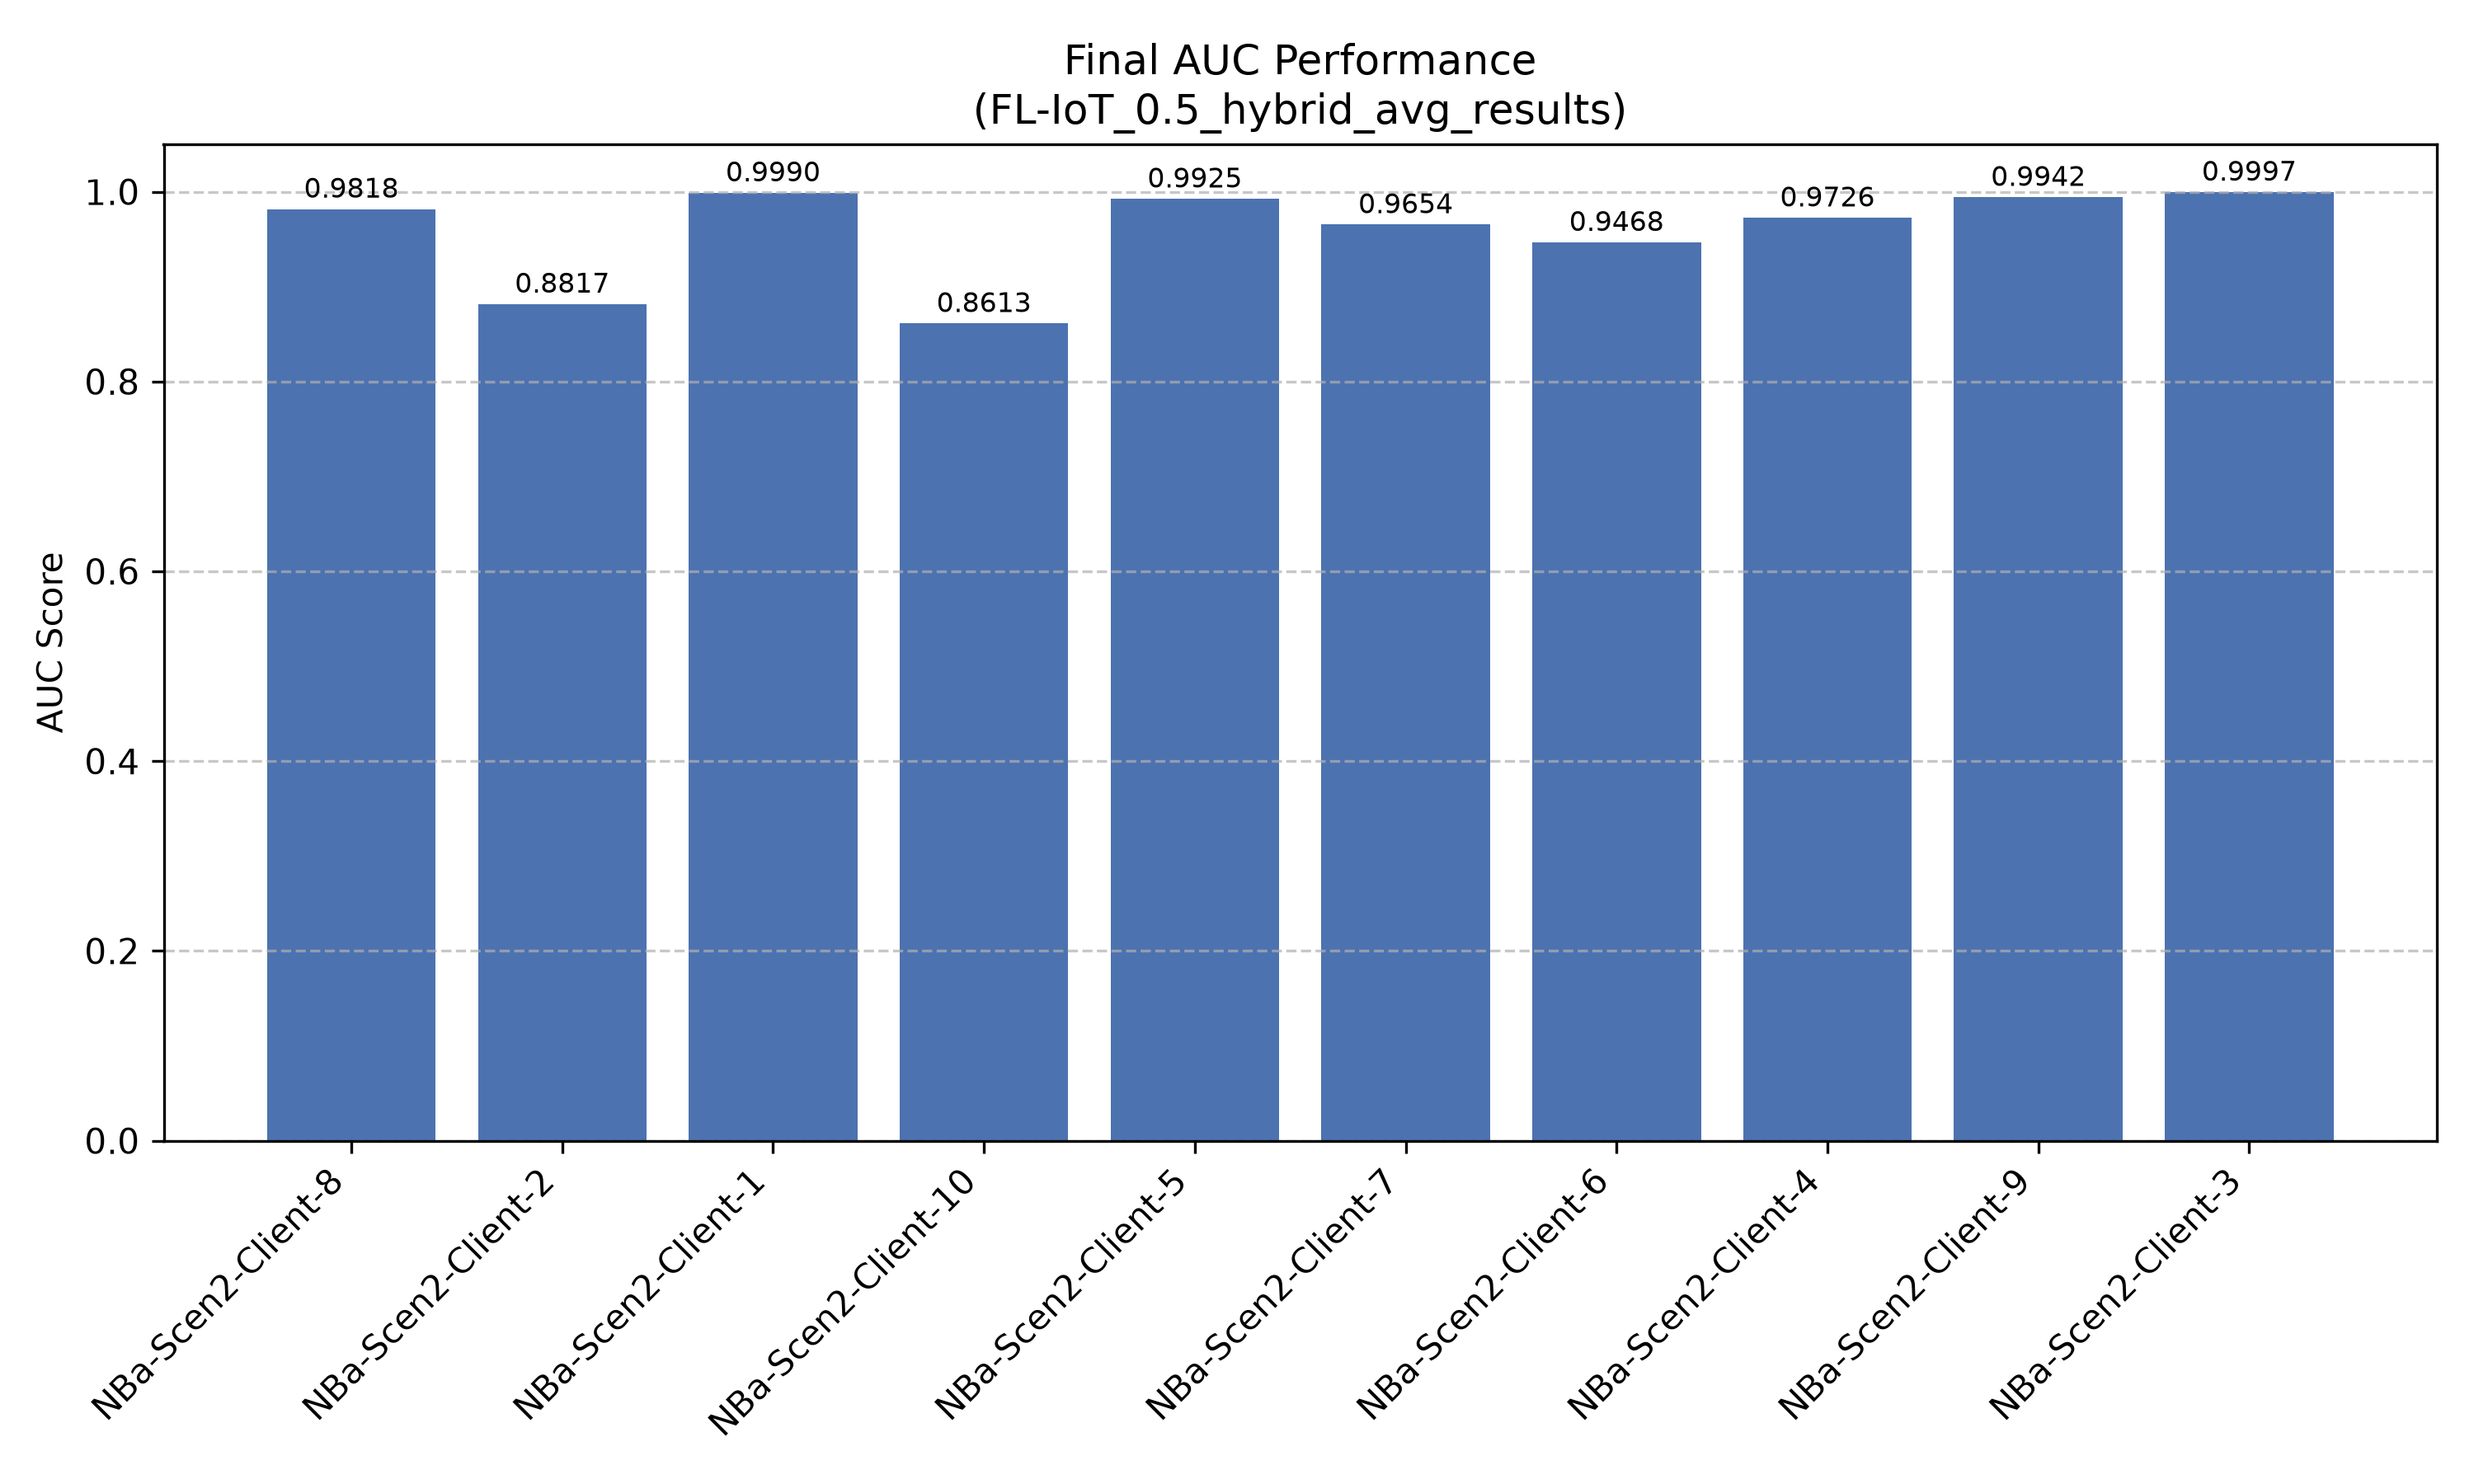 Final AUC Performance
(FL-IoT_0.5_hybrid_avg_results)
AUC Score
1.0
0.8
0.6
0.4
0.2
0.0
0.9818
0.8817
0.9990
0.8613
0.9925
0.9654
0.9468
0.9726
0.9942
0.9997
NBa-Scen2-Client-8
NBa-Scen2-Client-2
NBa-Scen2-Client-1
NBa-Scen2-Client-10
NBa-Scen2-Client-5
NBa-Scen2-Client-7
NBa-Scen2-Client-6
NBa-Scen2-Client-4
NBa-Scen2-Client-9
NBa-Scen2-Client-3